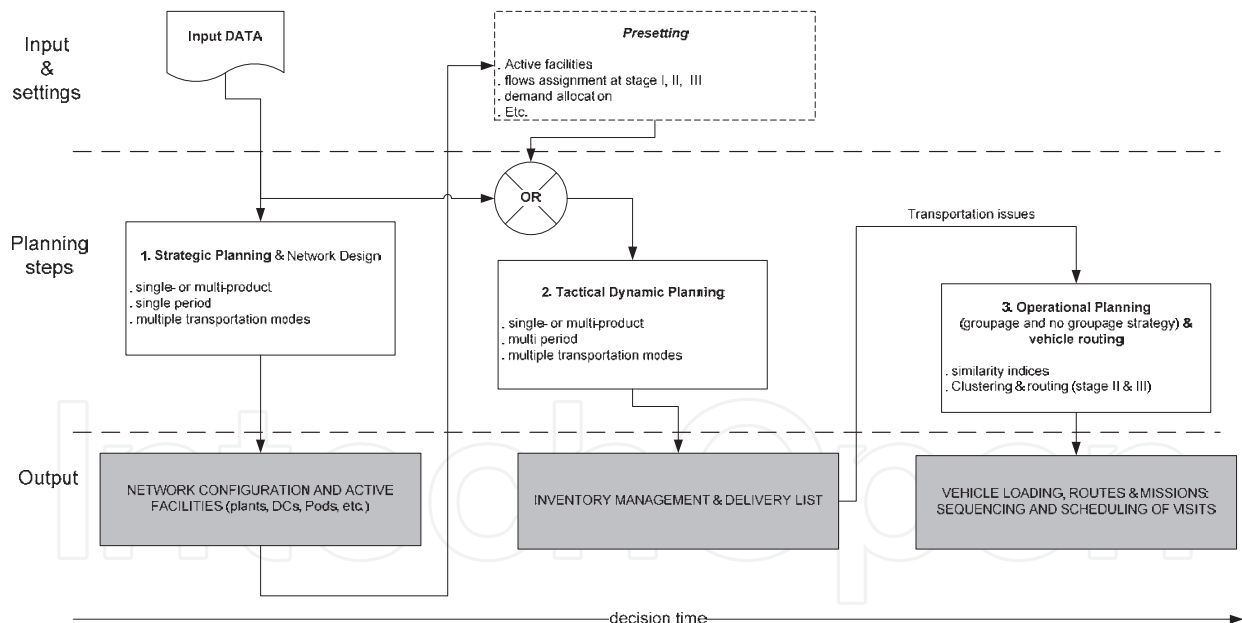 Input
&
settings
Input DATA
Presetting
. Active facilities
. flows assignment at stage I, II, III
. demand allocation
. Etc.
OR
Planning
steps
1. Strategic Planning & Network Design
. single- or multi-product
. single period
. multiple transportation modes
2. Tactical Dynamic Planning
. single- or multi-product
. multi period
. multiple transportation modes
Transportation issues
3. Operational Planning
(groupage and no groupage strategy) &
vehicle routing
. similarity indices
. Clustering & routing (stage II & III)
Output
NETWORK CONFIGURATION AND ACTIVE
FACILITIES (plants, DCs, Pods, etc.)
INVENTORY MANAGEMENT & DELIVERY LIST
VEHICLE LOADING, ROUTES & MISSIONS:
SEQUENCING AND SCHEDULING OF VISITS
IntechOpen
decision time